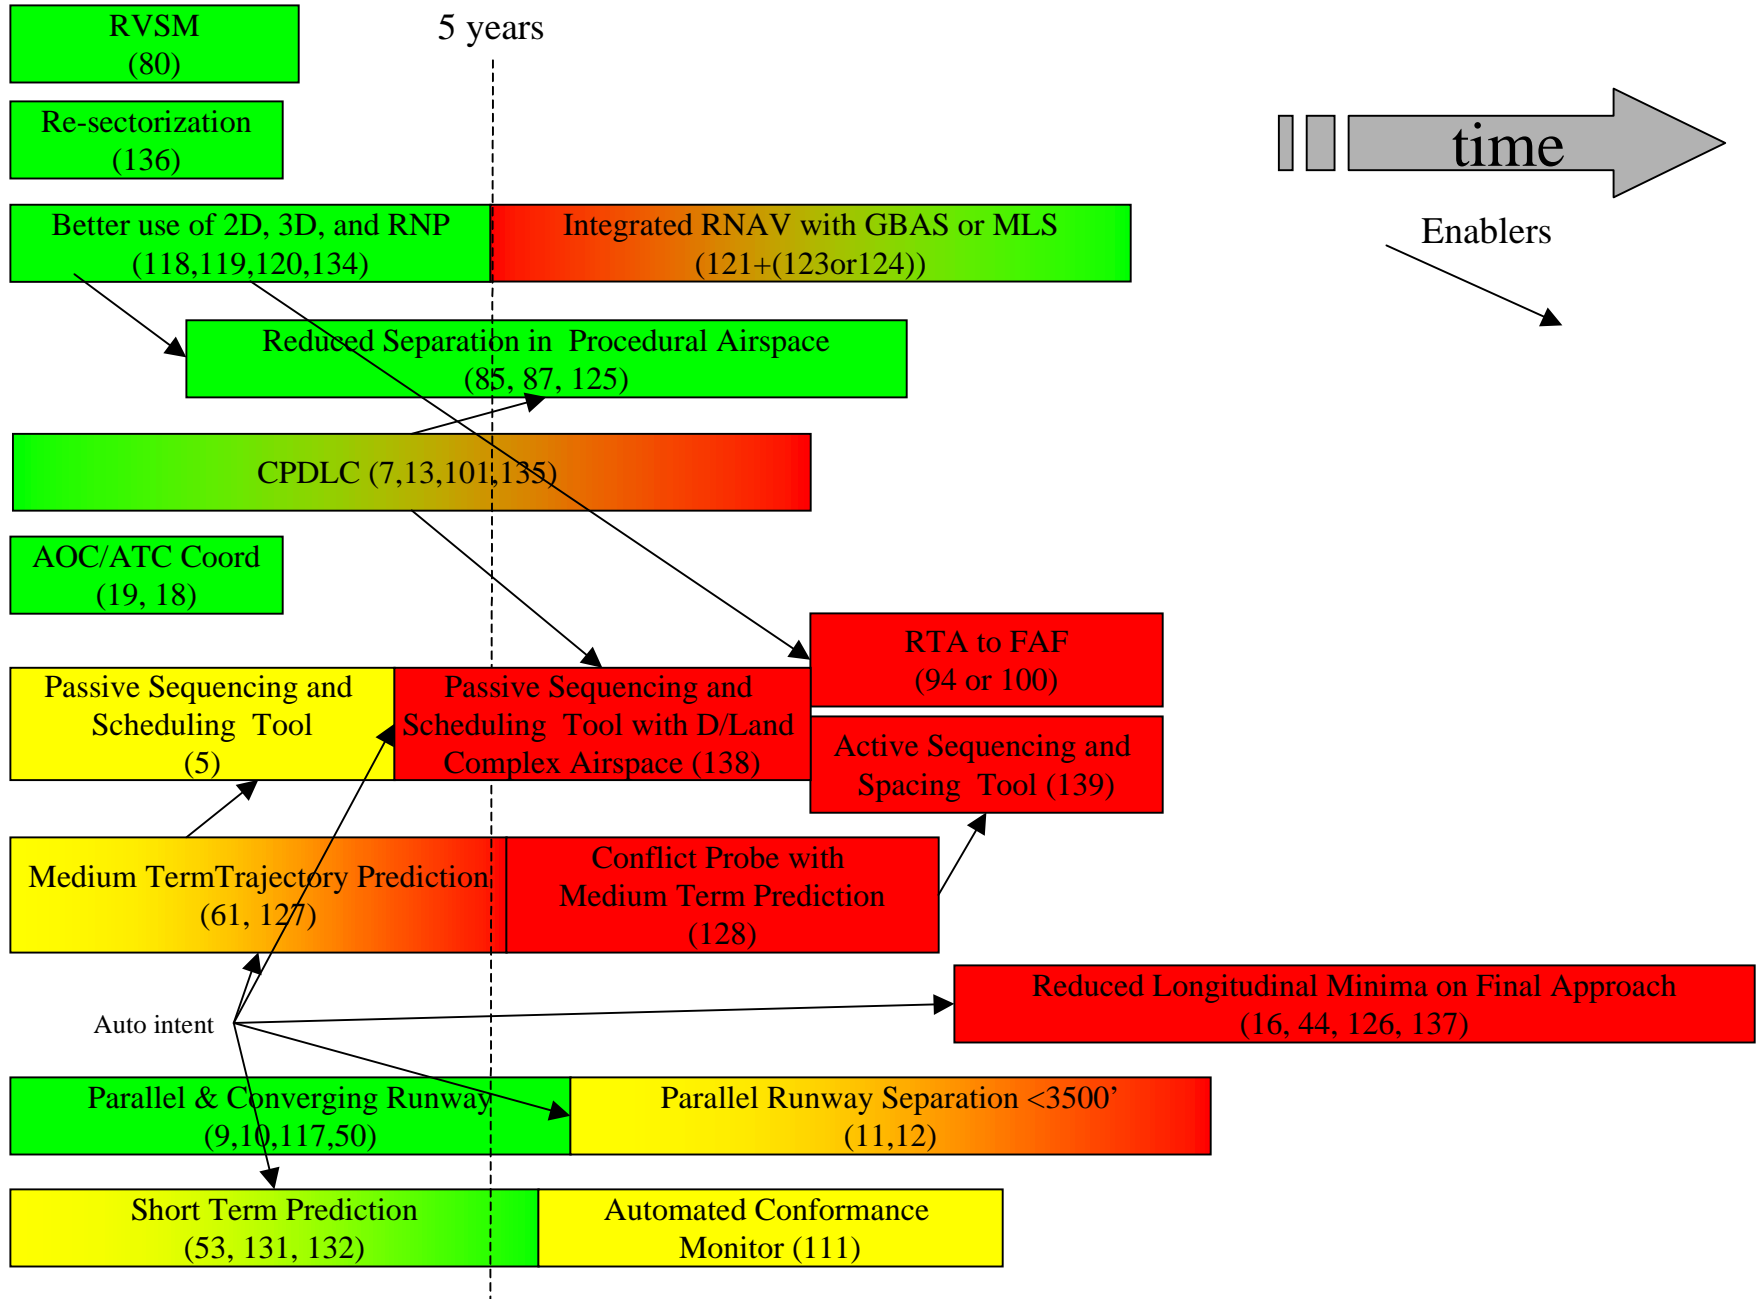 RVSM
(80)
5 years
Re-sectorization
(136)
time
Better use of 2D, 3D, and RNP
(118,119,120,134)
Integrated RNAV with GBAS or MLS
(121+(123or124))
Enablers
Reduced Separation in Procedural Airspace
(85, 87, 125)
CPDLC (7,13,101,135)
AOC/ATC Coord
(19, 18)
RTA to FAF
(94 or 100)
Passive Sequencing and
Scheduling Tool
(5)
Passive Sequencing and
Scheduling Tool with D/Land
Complex Airspace (138)
Active Sequencing and
Spacing Tool (139)
Medium TermTrajectory Prediction
(61, 127)
Conflict Probe with
Medium Term Prediction
(128)
Reduced Longitudinal Minima on Final Approach
(16, 44, 126, 137)
Auto intent
Parallel & Converging Runway
(9,10,117,50)
Parallel Runway Separation <3500’
(11,12)
Short Term Prediction
(53, 131, 132)
Automated Conformance
Monitor (111)